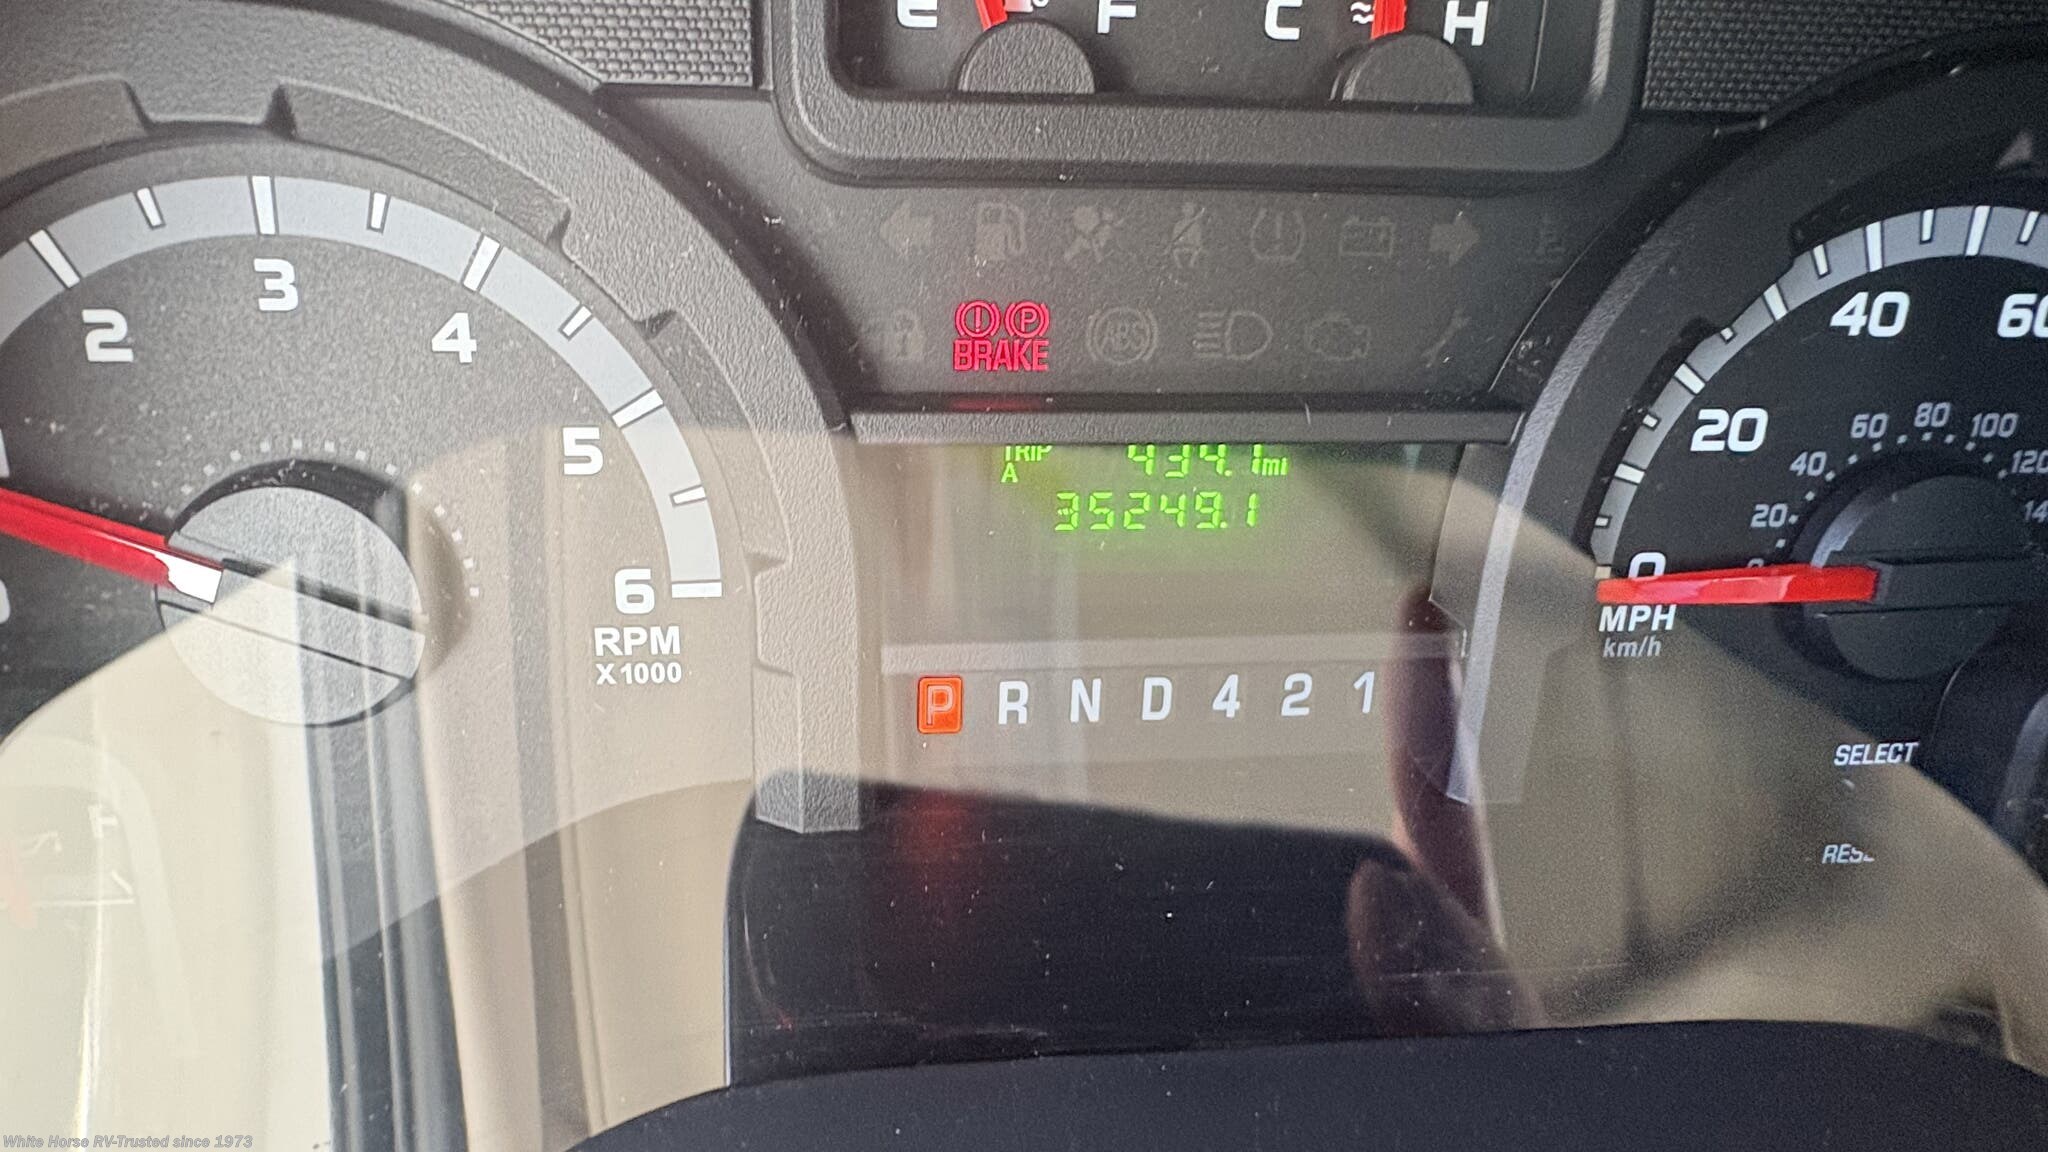 E F C H
2 3 4 5 6
RPM
X1000
BRAKE
ABS
TRIP 434.1 mi
A
35249.1
P R N D 4 2 1
0 20 40 60
MPH
km/h
20 40 60 80 100 120
SELECT
White Horse RV-Trusted since 1973